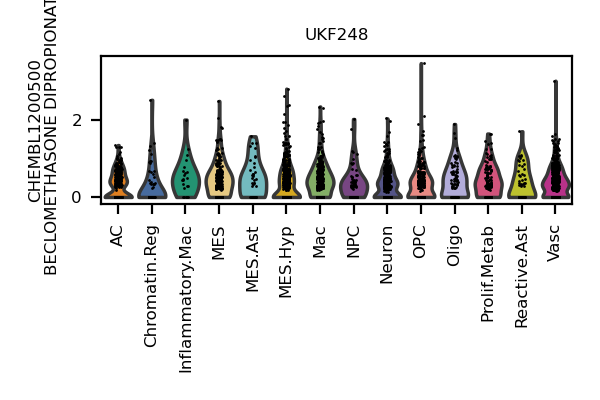 UKF248
CHEMBL1200500
BECLOMETHASONE DIPROPIONAT
2
0
AC
Chromatin.Reg
Inflammatory.Mac
MES
MES.Ast
MES.Hyp
Mac
NPC
Neuron
OPC
Oligo
Prolif.Metab
Reactive.Ast
Vasc